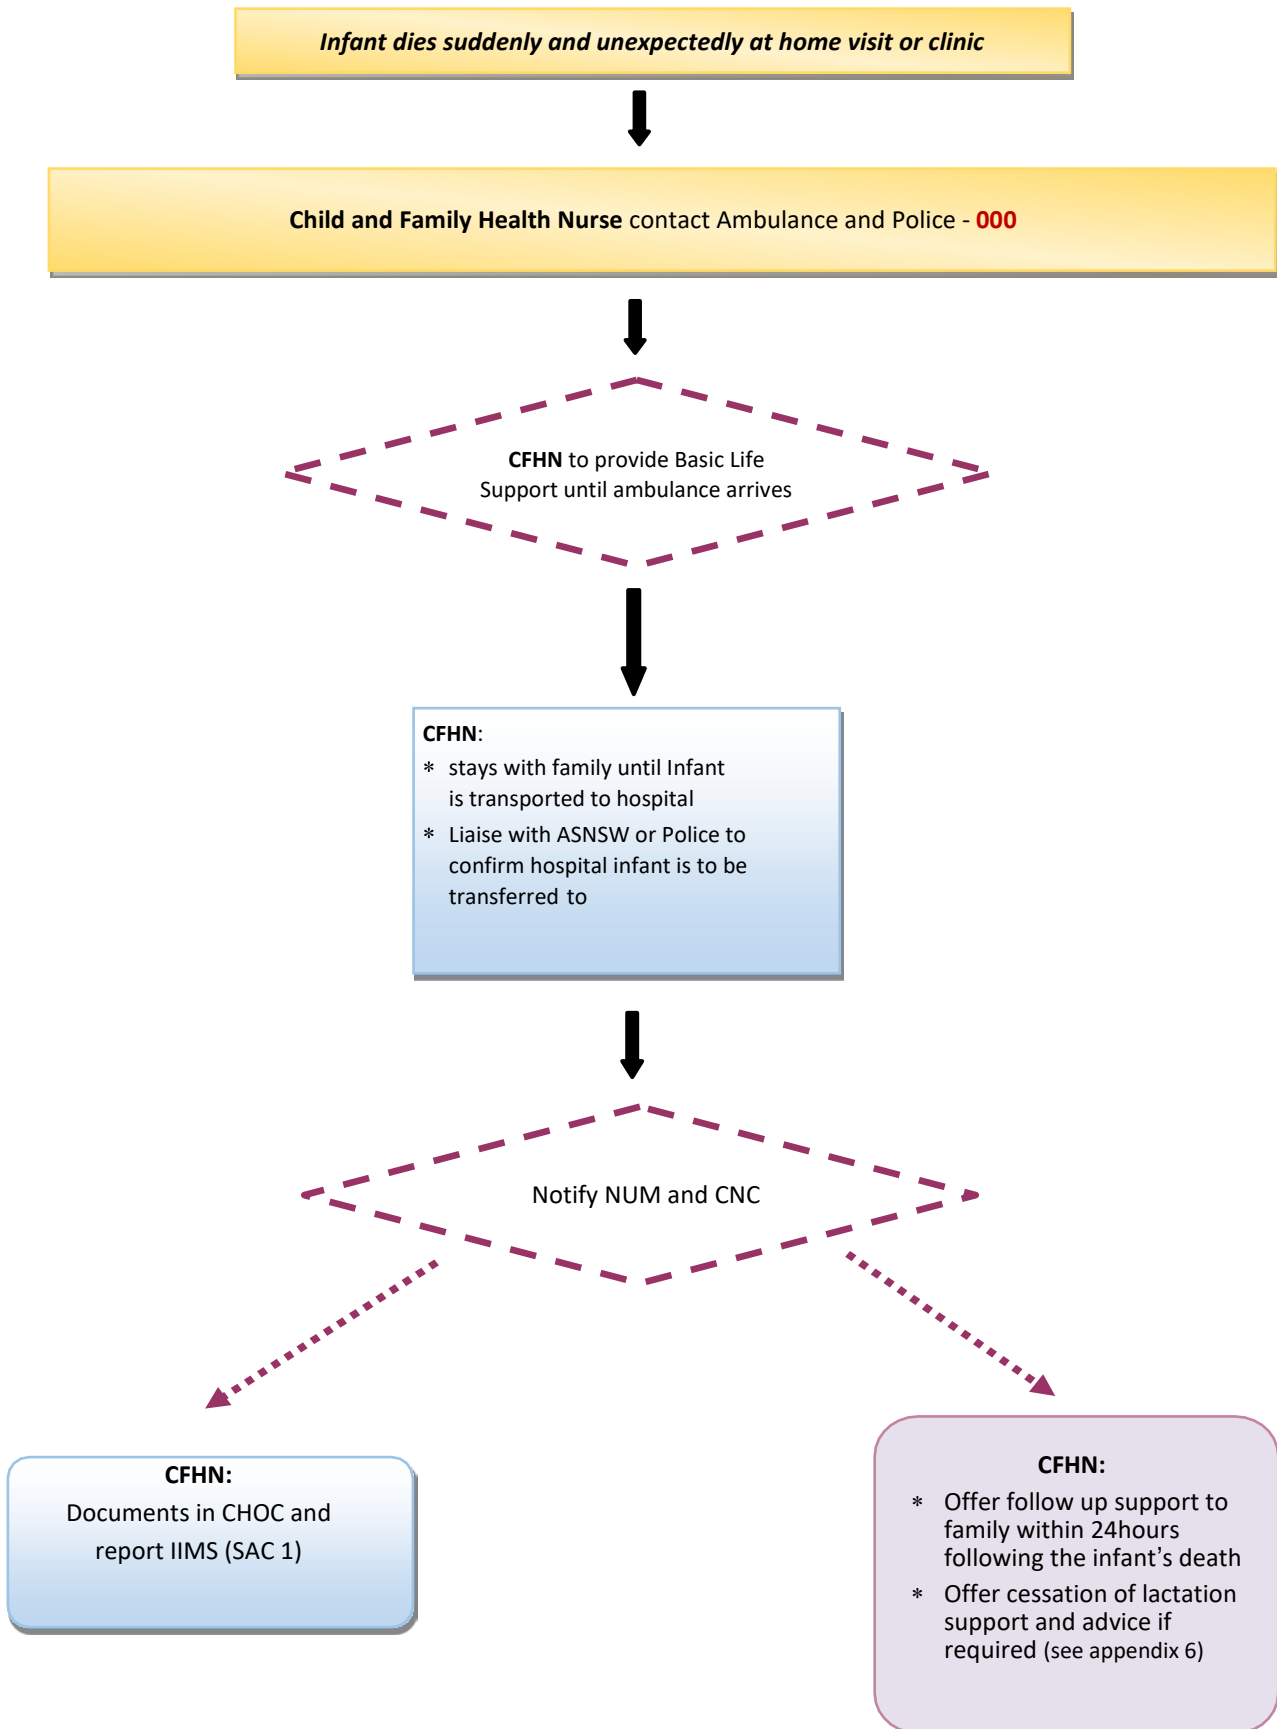 Infant dies suddenly and unexpectedly at home visit or clinic
Child and Family Health Nurse contact Ambulance and Police - 000
CFHN to provide Basic Life
Support until ambulance arrives
CFHN:
* stays with family until Infant
is transported to hospital
* Liaise with ASNSW or Police to
confirm hospital infant is to be
transferred to
Notify NUM and CNC
CFHN:
Documents in CHOC and
report IIMS (SAC 1)
CFHN:
* Offer follow up support to
family within 24hours
following the infant’s death
* Offer cessation of lactation
support and advice if
required (see appendix 6)